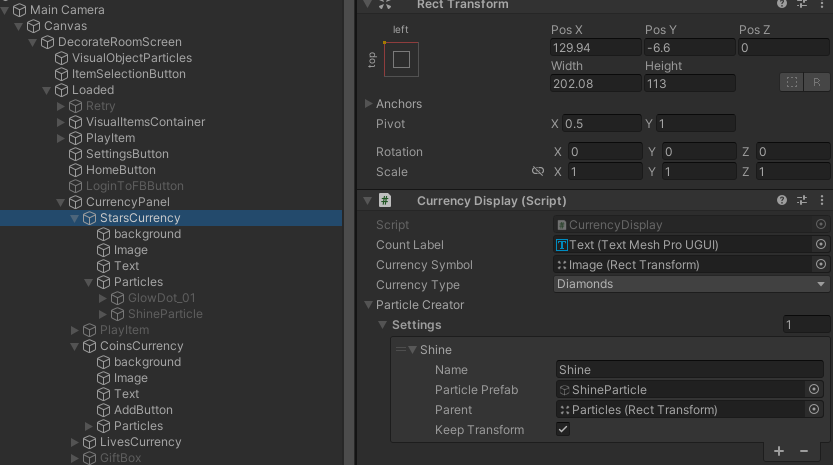 Main Camera
Canvas
DecorateRoomScreen
VisualObjectParticles
ItemSelectionButton
Loaded
Retry
VisualItemsContainer
PlayItem
SettingsButton
HomeButton
LoginToFBButton
CurrencyPanel
StarsCurrency
background
Image
Text
Particles
GlowDot_01
ShineParticle
PlayItem
CoinsCurrency
background
Image
Text
AddButton
Particles
LivesCurrency
GiftBox
Rect Transform
left
top
Pos X Pos Y Pos Z
129.94 -6.6 0
Width Height
202.08 113
R
Anchors
Pivot X 0.5 Y 1
Rotation X 0 Y 0 Z 0
Scale X 1 Y 1 Z 1
# Currency Display (Script)
Script # CurrencyDisplay
Count Label T Text (Text Mesh Pro UGUI)
Currency Symbol Image (Rect Transform)
Currency Type Diamonds
Particle Creator
Settings 1
Shine
Name Shine
Particle Prefab ShineParticle
Parent Particles (Rect Transform)
Keep Transform
+ −